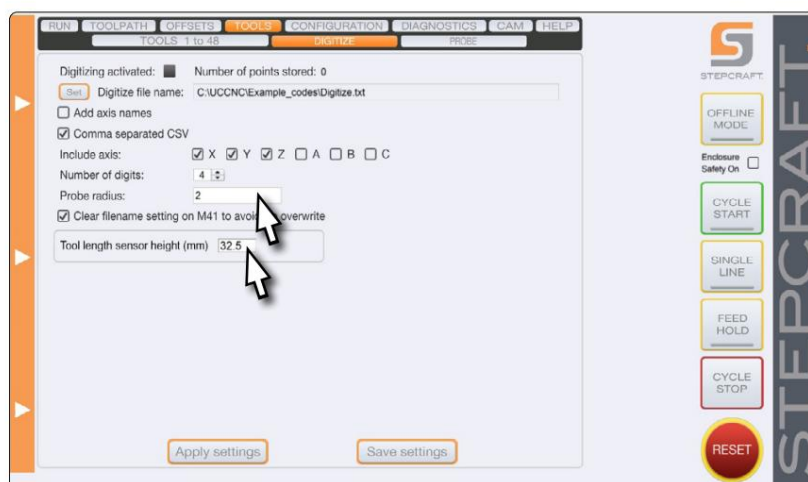 RUN TOOLPATH OFFSETS TOOLS CONFIGURATION DIAGNOSTICS CAM HELP
TOOLS 1 to 48 DIGITIZE PROBE
Digitizing activated: Number of points stored: 0
Set Digitize file name: C:\UCCNC\Example_codes\Digitize.txt
Add axis names
Comma separated CSV
Include axis: X Y Z A B C
Number of digits: 4
Probe radius: 2
Clear filename setting on M41 to avoid overwrite
Tool length sensor height (mm) 32.5
Apply settings Save settings
STEPCRAFT
OFFLINE
MODE
Enclosure
Safety On
CYCLE
START
SINGLE
LINE
FEED
HOLD
CYCLE
STOP
RESET
STEPCRAFT